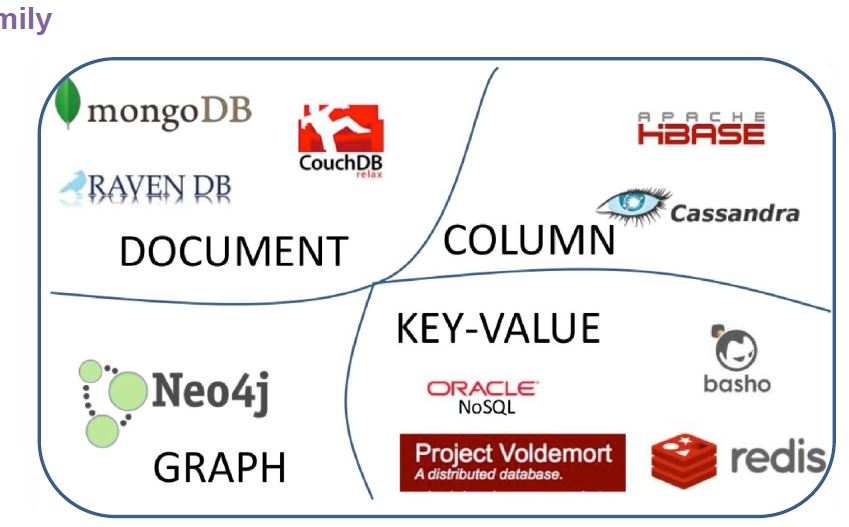 mily
mongoDB
CouchDB
relax
RAVEN DB
DOCUMENT
APACHE
HBASE
Cassandra
COLUMN
GRAPH
Neo4j
KEY-VALUE
ORACLE
NoSQL
basho
Project Voldemort
A distributed database.
redis